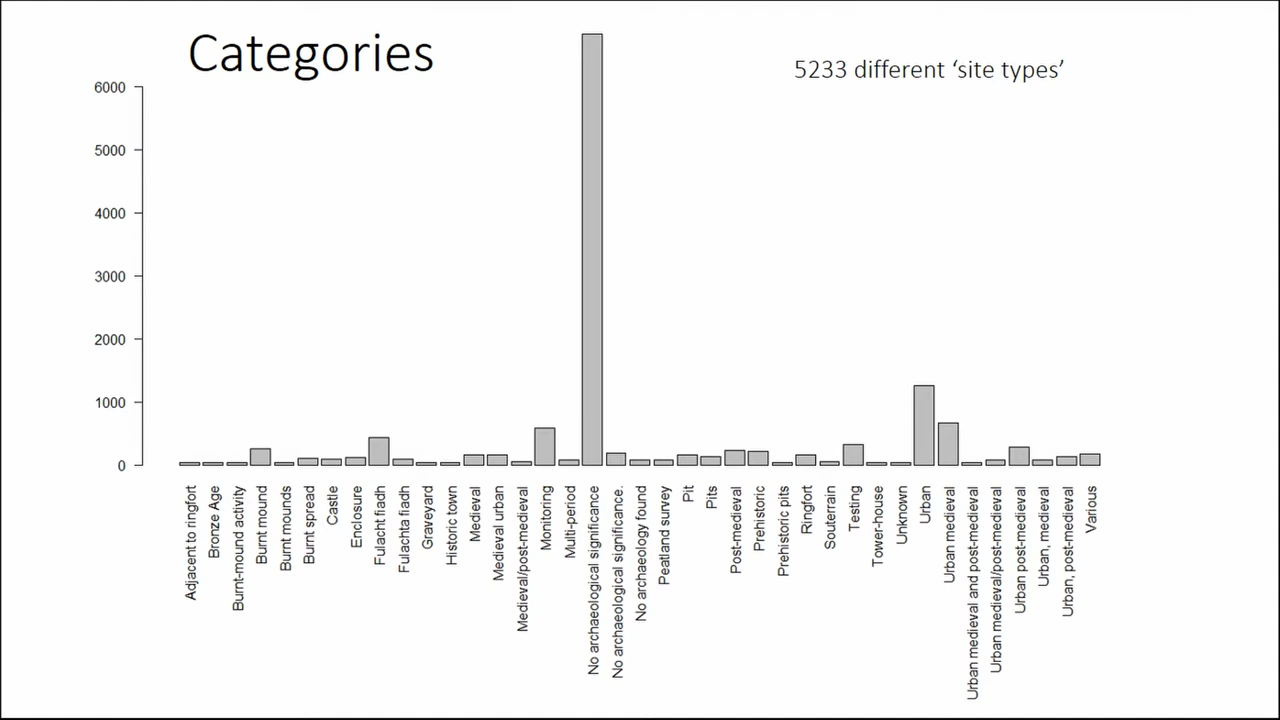 Categories
5233 different ‘site types’
6000
5000
4000
3000
2000
1000
0
Adjacent to ringfort
Bronze Age
Burnt-mound activity
Burnt mound
Burnt mounds
Burnt spread
Castle
Enclosure
Fulacht fiadh
Fulachta fiadh
Graveyard
Historic town
Medieval
Medieval urban
Medieval/post-medieval
Monitoring
Multi-period
No archaeological significance
No archaeological significance.
No archaeology found
Peatland survey
Pit
Pits
Post-medieval
Prehistoric
Prehistoric pits
Ringfort
Souterrain
Testing
Tower-house
Unknown
Urban
Urban medieval
Urban medieval and post-medieval
Urban medieval/post-medieval
Urban post-medieval
Urban, medieval
Urban, post-medieval
Various